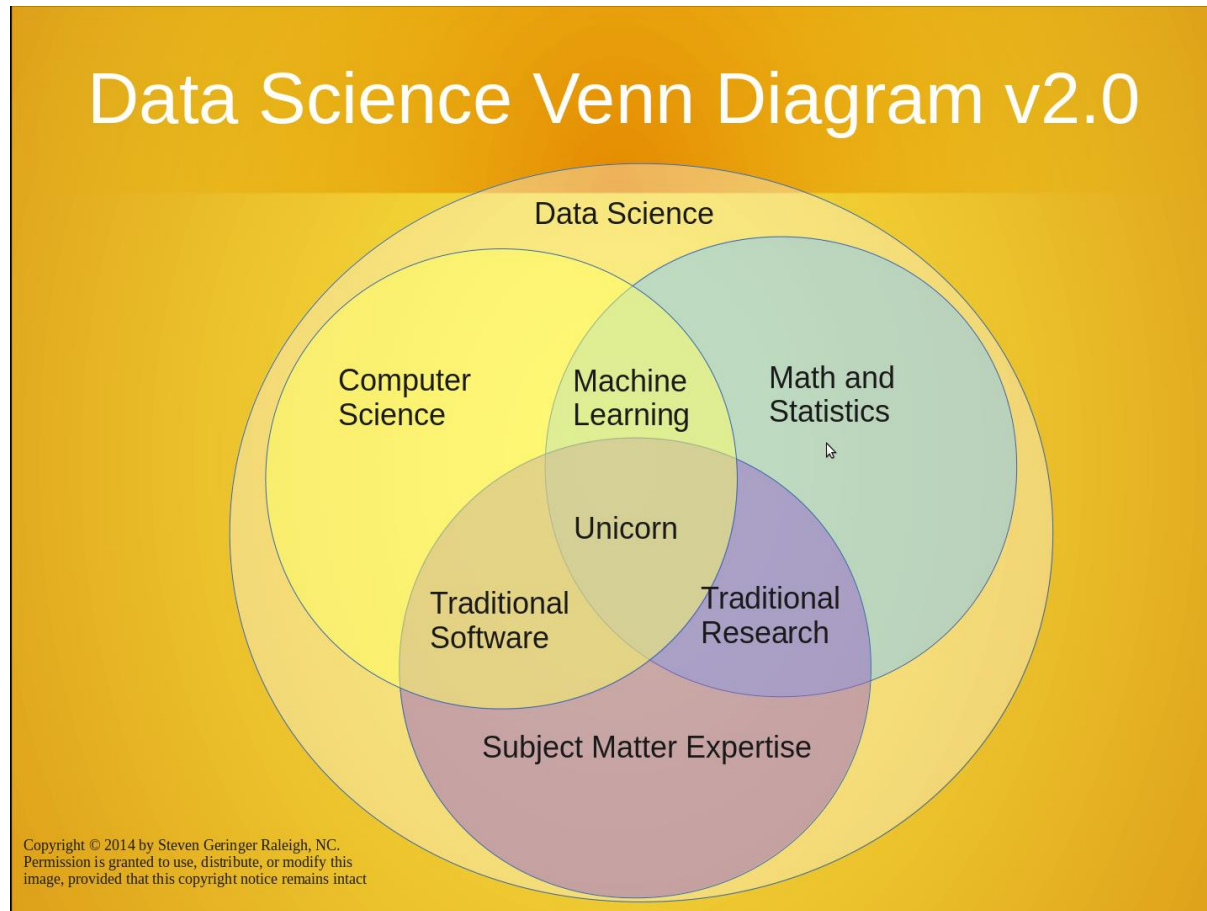 Data Science Venn Diagram v2.0
Data Science
Computer
Science
Machine
Learning
Math and
Statistics
Unicorn
Traditional
Software
Traditional
Research
Subject Matter Expertise
Copyright © 2014 by Steven Geringer Raleigh, NC.
Permission is granted to use, distribute, or modify this
image, provided that this copyright notice remains intact